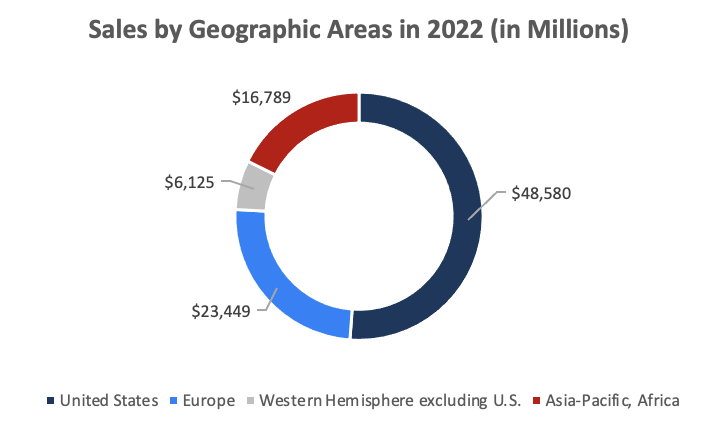 Sales by Geographic Areas in 2022 (in Millions)
$16,789
$6,125
$48,580
$23,449
United States Europe Western Hemisphere excluding U.S. Asia-Pacific, Africa